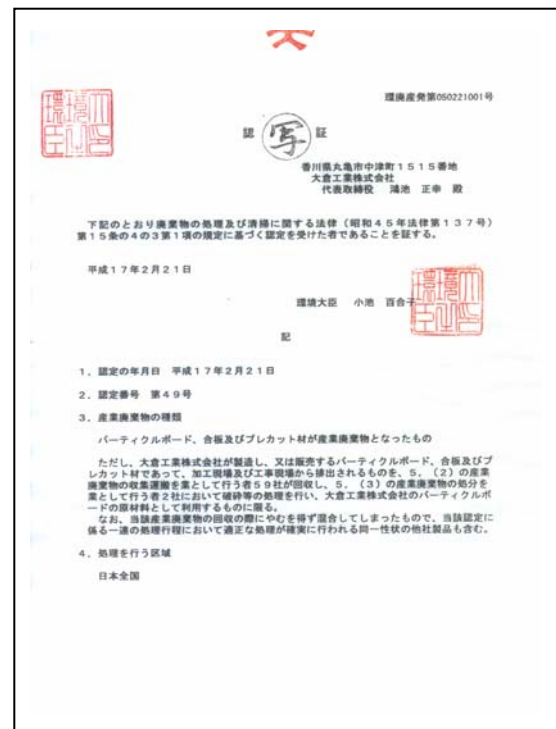 環廃産発第050221001号
認 写 証
香川県丸亀市中津町1515番地
大倉工業株式会社
代表取締役 鴻池 正幸 殿
下記のとおり廃棄物の処理及び清掃に関する法律（昭和45年法律第137号）
第15条の4の3第1項の規定に基づく認定を受けた者であることを証する。
平成17年2月21日
環境大臣 小池 百合子
記
1．認定の年月日 平成17年2月21日
2．認定番号 第49号
3．産業廃棄物の種類
パーティクルボード、合板及びプレカット材が産業廃棄物となったもの
ただし、大倉工業株式会社が製造し、又は販売するパーティクルボード、合板及びプ
レカット材であって、加工現場及び工事現場から排出されるものを、5．（2）の産業
廃棄物の収集運搬を業として行う者59社が回収し、5．（3）の産業廃棄物の処分を
業として行う者2社において破砕等の処理を行い、大倉工業株式会社のパーティクルボ
ードの原材料として利用するものに限る。
なお、当該産業廃棄物の回収の際にやむを得ず混合してしまったもので、当該認定に
係る一連の処理行程において適正な処理が確実に行われる同一性状の他社製品も含む。
4．処理を行う区域
日本全国